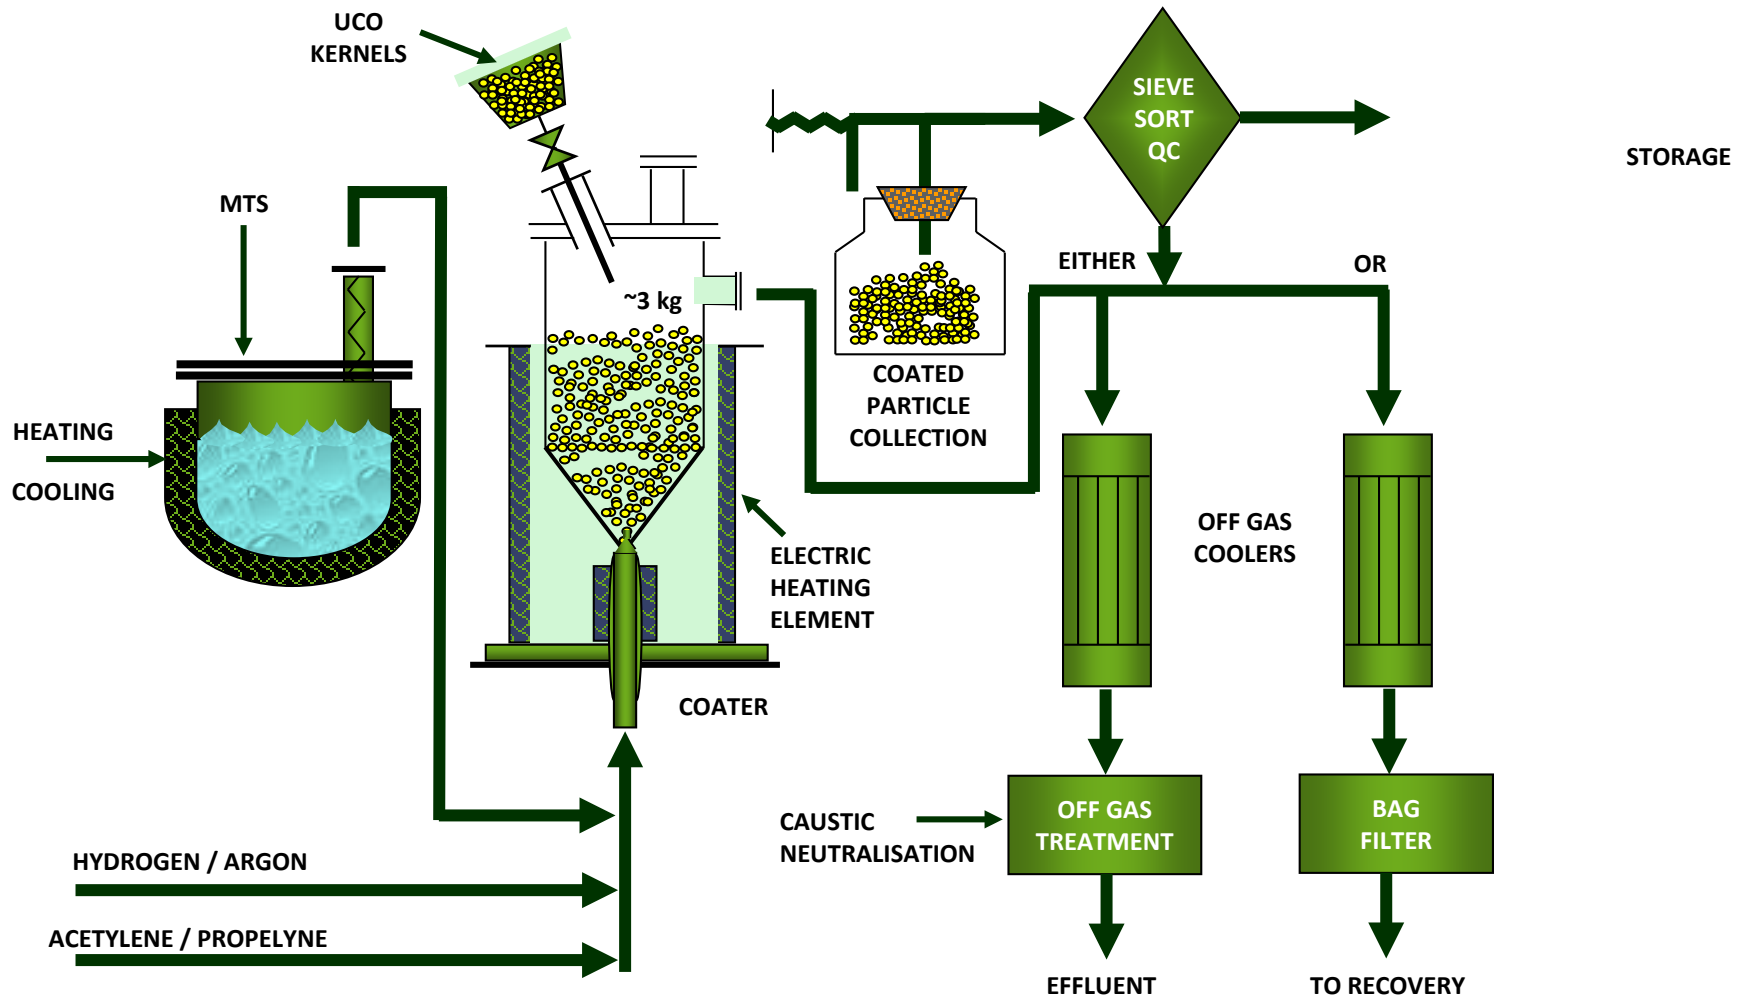 UCO
KERNELS
SIEVE
SORT
QC
STORAGE
MTS
EITHER
OR
~3 kg
COATED
PARTICLE
COLLECTION
HEATING
COOLING
OFF GAS
COOLERS
ELECTRIC
HEATING
ELEMENT
COATER
CAUSTIC
NEUTRALISATION
OFF GAS
TREATMENT
BAG
FILTER
HYDROGEN / ARGON
ACETYLENE / PROPELYNE
EFFLUENT
TO RECOVERY